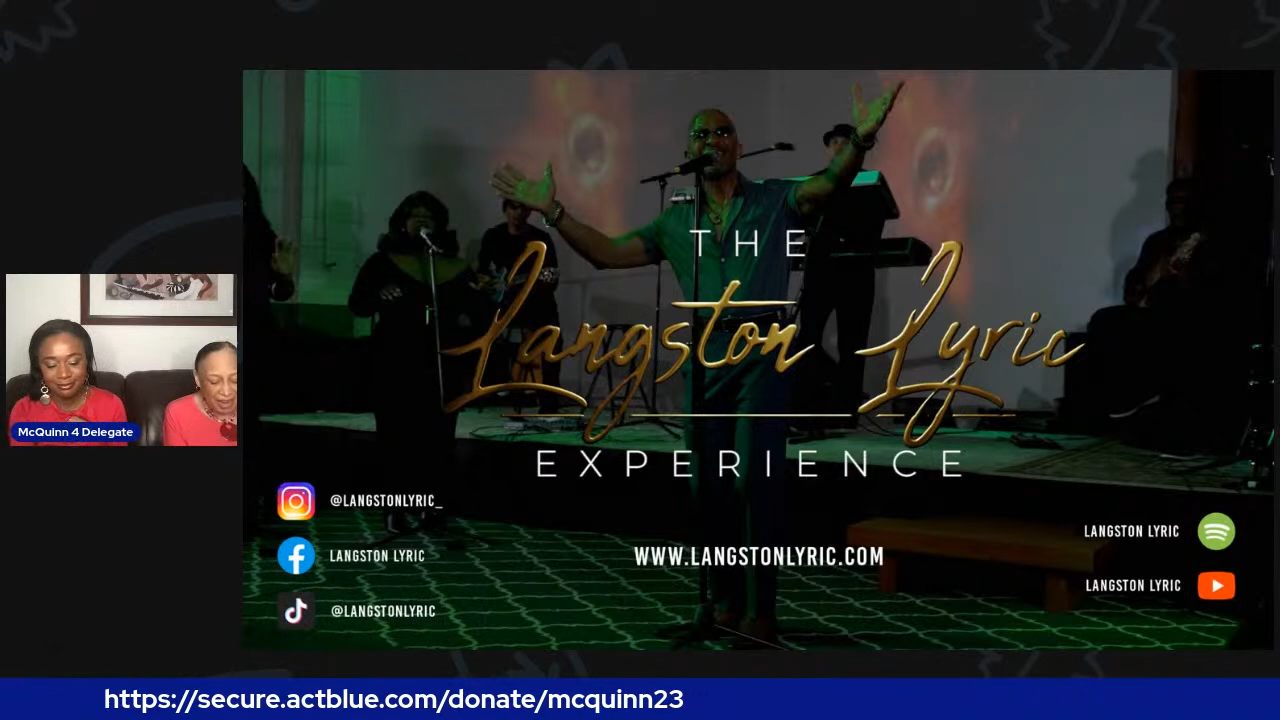 THE
Langston Lyric
EXPERIENCE
McQuinn 4 Delegate
@LANGSTONLYRIC_
LANGSTON LYRIC
@LANGSTONLYRIC
WWW.LANGSTONLYRIC.COM
LANGSTON LYRIC
LANGSTON LYRIC
https://secure.actblue.com/donate/mcquinn23